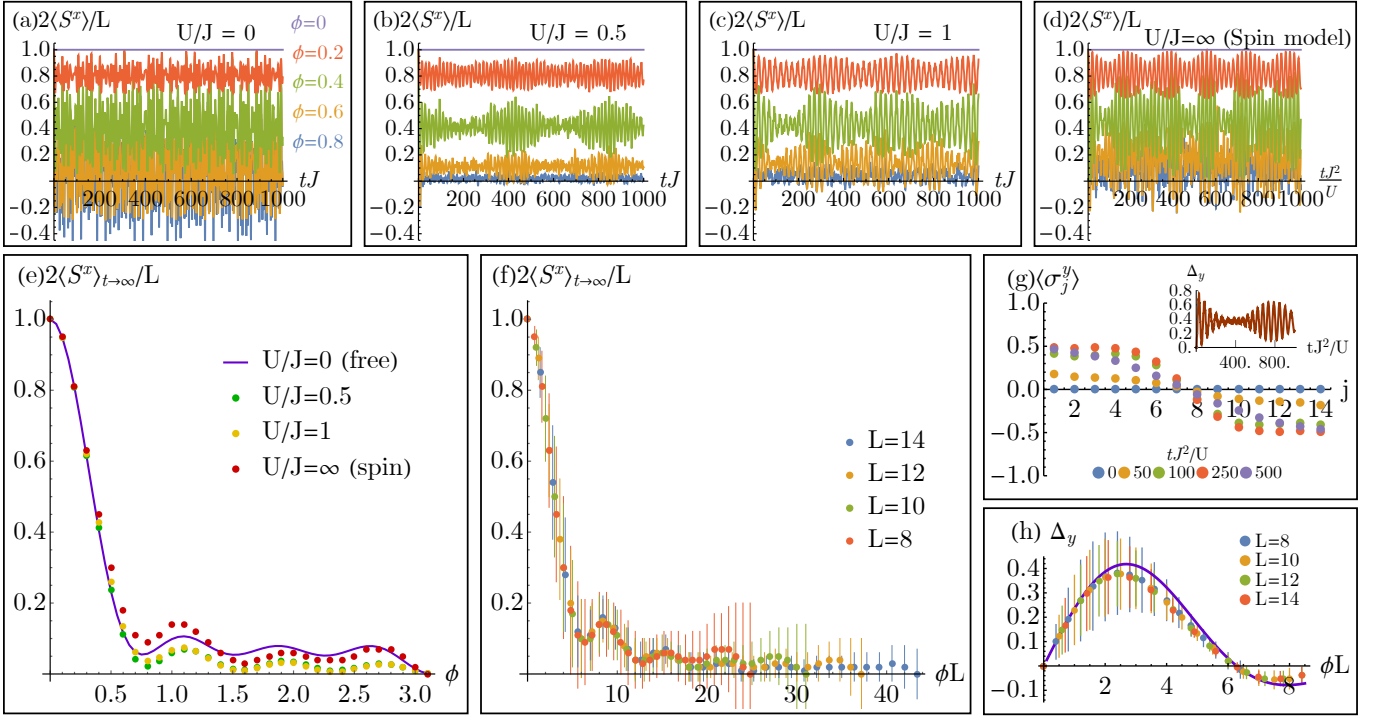 (a) 2⟨Sˣ⟩/L
U/J = 0
ϕ=0
ϕ=0.2
ϕ=0.4
ϕ=0.6
ϕ=0.8
1.0
0.8
0.6
0.4
0.2
−0.2
−0.4
200 400 600 800 1000
tJ
(b) 2⟨Sˣ⟩/L
U/J = 0.5
1.0
0.8
0.6
0.4
0.2
−0.2
−0.4
200 400 600 800 1000
tJ
(c) 2⟨Sˣ⟩/L
U/J = 1
1.0
0.8
0.6
0.4
0.2
−0.2
−0.4
200 400 600 800 1000
tJ
(d) 2⟨Sˣ⟩/L
U/J=∞ (Spin model)
1.0
0.8
0.6
0.4
0.2
−0.2
−0.4
200 400 600 800 1000
tJ²/U
(e) 2⟨Sˣ⟩t→∞/L
1.0
0.8
0.6
0.4
0.2
U/J=0 (free)
U/J=0.5
U/J=1
U/J=∞ (spin)
0.5 1.0 1.5 2.0 2.5 3.0 ϕ
(f) 2⟨Sˣ⟩t→∞/L
1.0
0.8
0.6
0.4
0.2
L=14
L=12
L=10
L=8
10 20 30 40 ϕL
(g) ⟨σⱼʸ⟩
1.0
0.5
0.0
−0.5
−1.0
Δy
0.8
0.6
0.4
0.2
0.
400. 800.
tJ²/U
2 4 6 8 10 12 14 j
tJ²/U
0 50 100 250 500
(h) Δy
0.4
0.3
0.2
0.1
−0.1
L=8
L=10
L=12
L=14
2 4 6 8
ϕL